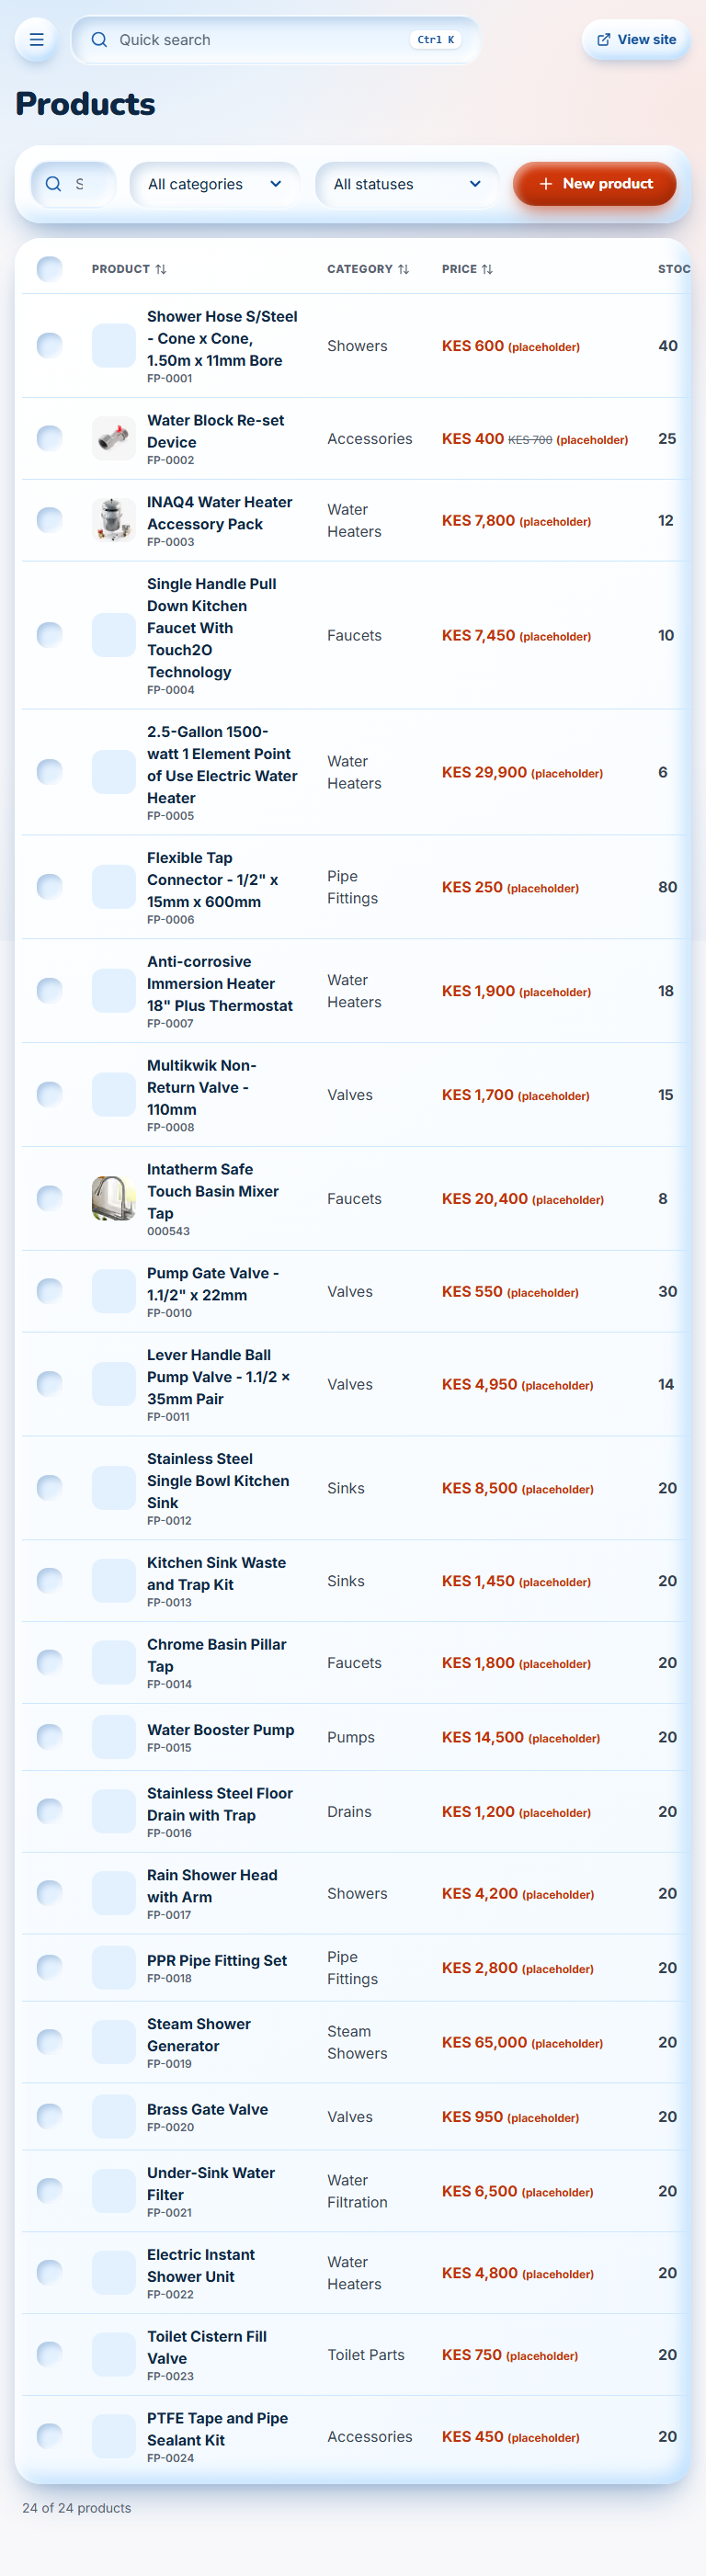 Quick search
Ctrl K
View site
Products
S
All categories
All statuses
New product
PRODUCT
CATEGORY
PRICE
STOC
Shower Hose S/Steel
- Cone x Cone,
1.50m x 11mm Bore
FP-0001
Showers
KES 600 (placeholder)
40
Water Block Re-set
Device
FP-0002
Accessories
KES 400 KES 700 (placeholder)
25
INAQ4 Water Heater
Accessory Pack
FP-0003
Water
Heaters
KES 7,800 (placeholder)
12
Single Handle Pull
Down Kitchen
Faucet With
Touch2O
Technology
FP-0004
Faucets
KES 7,450 (placeholder)
10
2.5-Gallon 1500-
watt 1 Element Point
of Use Electric Water
Heater
FP-0005
Water
Heaters
KES 29,900 (placeholder)
6
Flexible Tap
Connector - 1/2" x
15mm x 600mm
FP-0006
Pipe
Fittings
KES 250 (placeholder)
80
Anti-corrosive
Immersion Heater
18" Plus Thermostat
FP-0007
Water
Heaters
KES 1,900 (placeholder)
18
Multikwik Non-
Return Valve -
110mm
FP-0008
Valves
KES 1,700 (placeholder)
15
Intatherm Safe
Touch Basin Mixer
Tap
000543
Faucets
KES 20,400 (placeholder)
8
Pump Gate Valve -
1.1/2" x 22mm
FP-0010
Valves
KES 550 (placeholder)
30
Lever Handle Ball
Pump Valve - 1.1/2 ×
35mm Pair
FP-0011
Valves
KES 4,950 (placeholder)
14
Stainless Steel
Single Bowl Kitchen
Sink
FP-0012
Sinks
KES 8,500 (placeholder)
20
Kitchen Sink Waste
and Trap Kit
FP-0013
Sinks
KES 1,450 (placeholder)
20
Chrome Basin Pillar
Tap
FP-0014
Faucets
KES 1,800 (placeholder)
20
Water Booster Pump
FP-0015
Pumps
KES 14,500 (placeholder)
20
Stainless Steel Floor
Drain with Trap
FP-0016
Drains
KES 1,200 (placeholder)
20
Rain Shower Head
with Arm
FP-0017
Showers
KES 4,200 (placeholder)
20
PPR Pipe Fitting Set
FP-0018
Pipe
Fittings
KES 2,800 (placeholder)
20
Steam Shower
Generator
FP-0019
Steam
Showers
KES 65,000 (placeholder)
20
Brass Gate Valve
FP-0020
Valves
KES 950 (placeholder)
20
Under-Sink Water
Filter
FP-0021
Water
Filtration
KES 6,500 (placeholder)
20
Electric Instant
Shower Unit
FP-0022
Water
Heaters
KES 4,800 (placeholder)
20
Toilet Cistern Fill
Valve
FP-0023
Toilet Parts
KES 750 (placeholder)
20
PTFE Tape and Pipe
Sealant Kit
FP-0024
Accessories
KES 450 (placeholder)
20
24 of 24 products